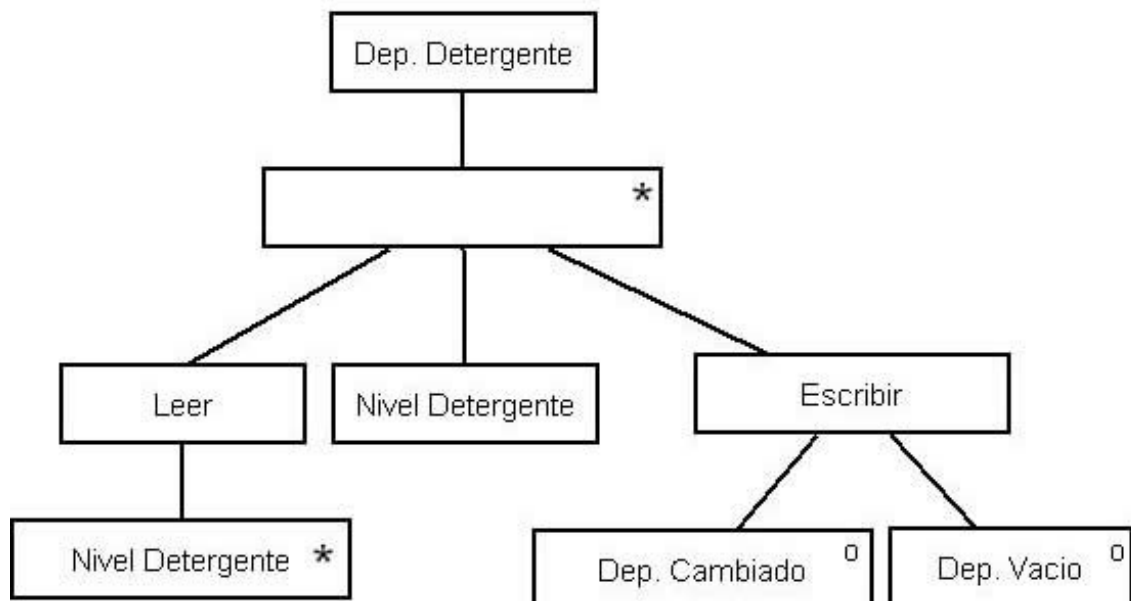 Dep. Detergente
*
Leer
Nivel Detergente
Escribir
Nivel Detergente *
Dep. Cambiado o
Dep. Vacio o